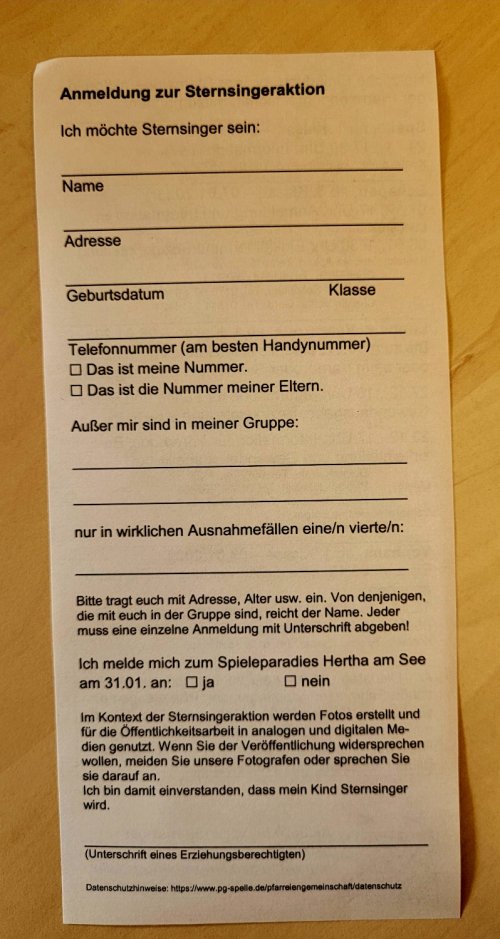 Anmeldung zur Sternsingeraktion
Ich möchte Sternsinger sein:
Name
Adresse
Geburtsdatum Klasse
Telefonnummer (am besten Handynummer)
☐ Das ist meine Nummer.
☐ Das ist die Nummer meiner Eltern.
Außer mir sind in meiner Gruppe:
nur in wirklichen Ausnahmefällen eine/n vierte/n:
Bitte tragt euch mit Adresse, Alter usw. ein. Von denjenigen,
die mit euch in der Gruppe sind, reicht der Name. Jeder
muss eine einzelne Anmeldung mit Unterschrift abgeben!
Ich melde mich zum Spieleparadies Hertha am See
am 31.01. an: ☐ ja ☐ nein
Im Kontext der Sternsingeraktion werden Fotos erstellt und
für die Öffentlichkeitsarbeit in analogen und digitalen Me-
dien genutzt. Wenn Sie der Veröffentlichung widersprechen
wollen, meiden Sie unsere Fotografen oder sprechen Sie
sie darauf an.
Ich bin damit einverstanden, dass mein Kind Sternsinger
wird.
(Unterschrift eines Erziehungsberechtigten)
Datenschutzhinweise: https://www.pg-spelle.de/pfarreiengemeinschaft/datenschutz